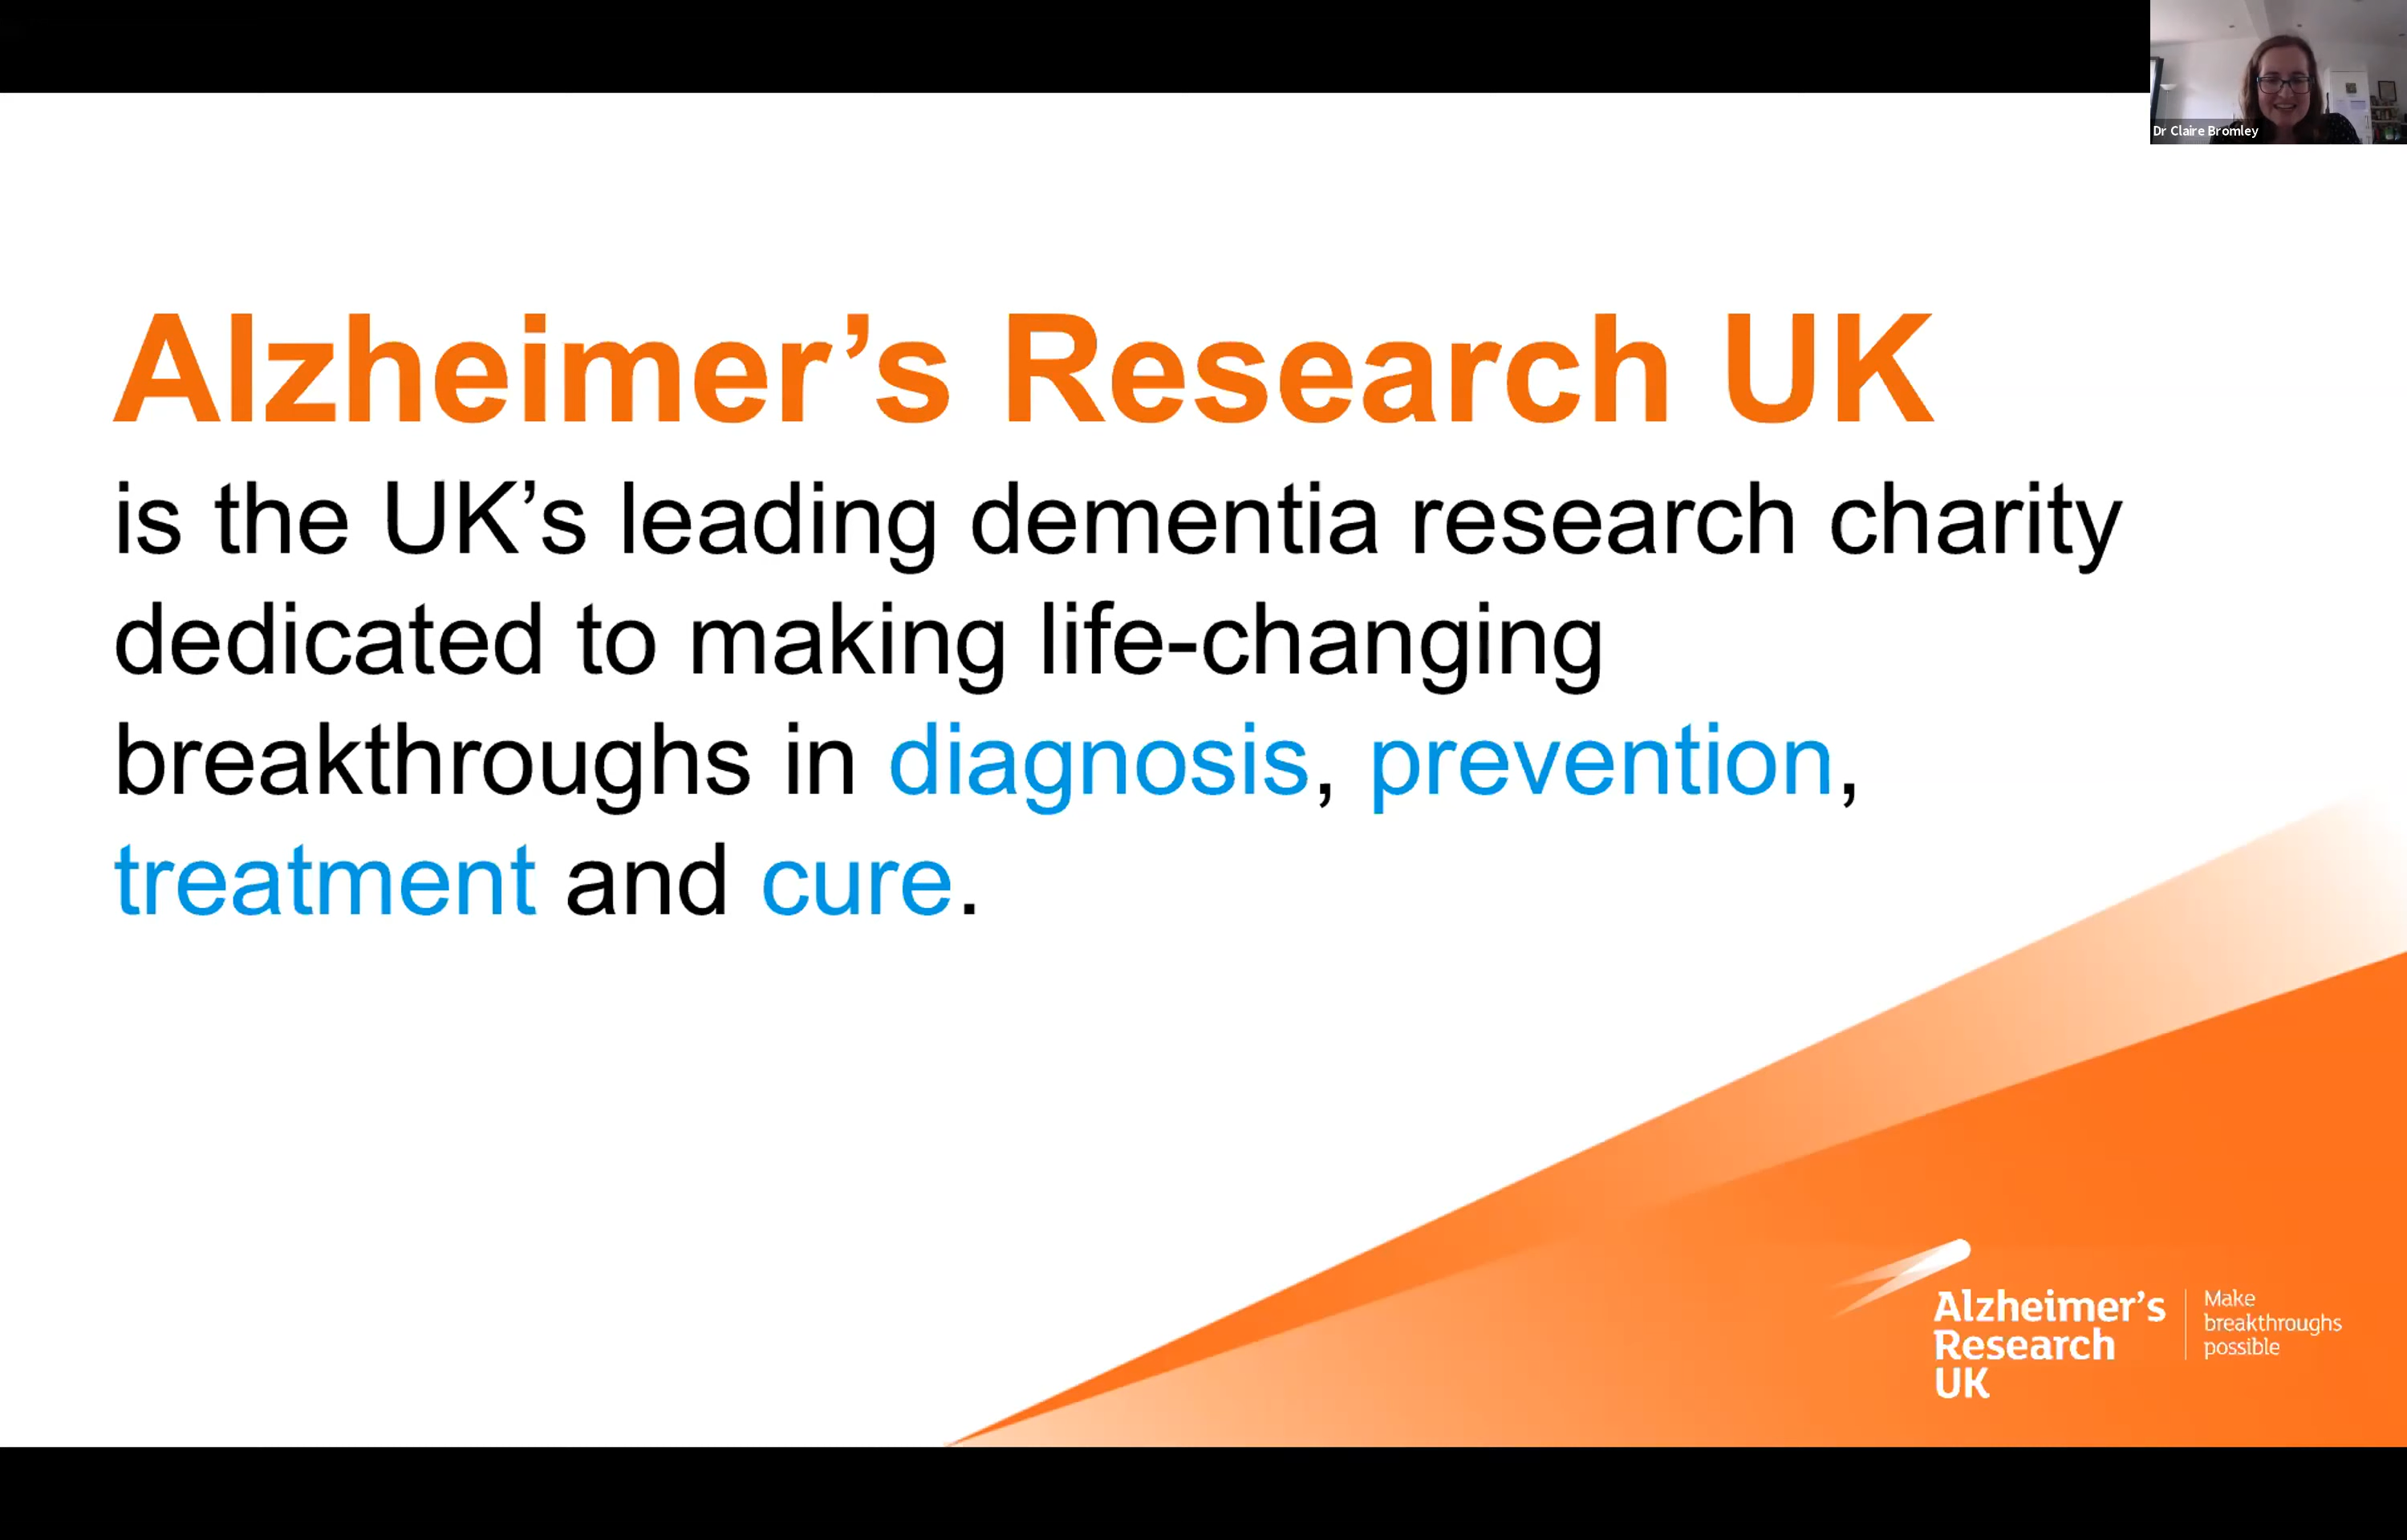 Dr Claire Bromley
Alzheimer’s Research UK
is the UK’s leading dementia research charity
dedicated to making life-changing
breakthroughs in diagnosis, prevention,
treatment and cure.
Alzheimer’s
Research
UK
Make
breakthroughs
possible